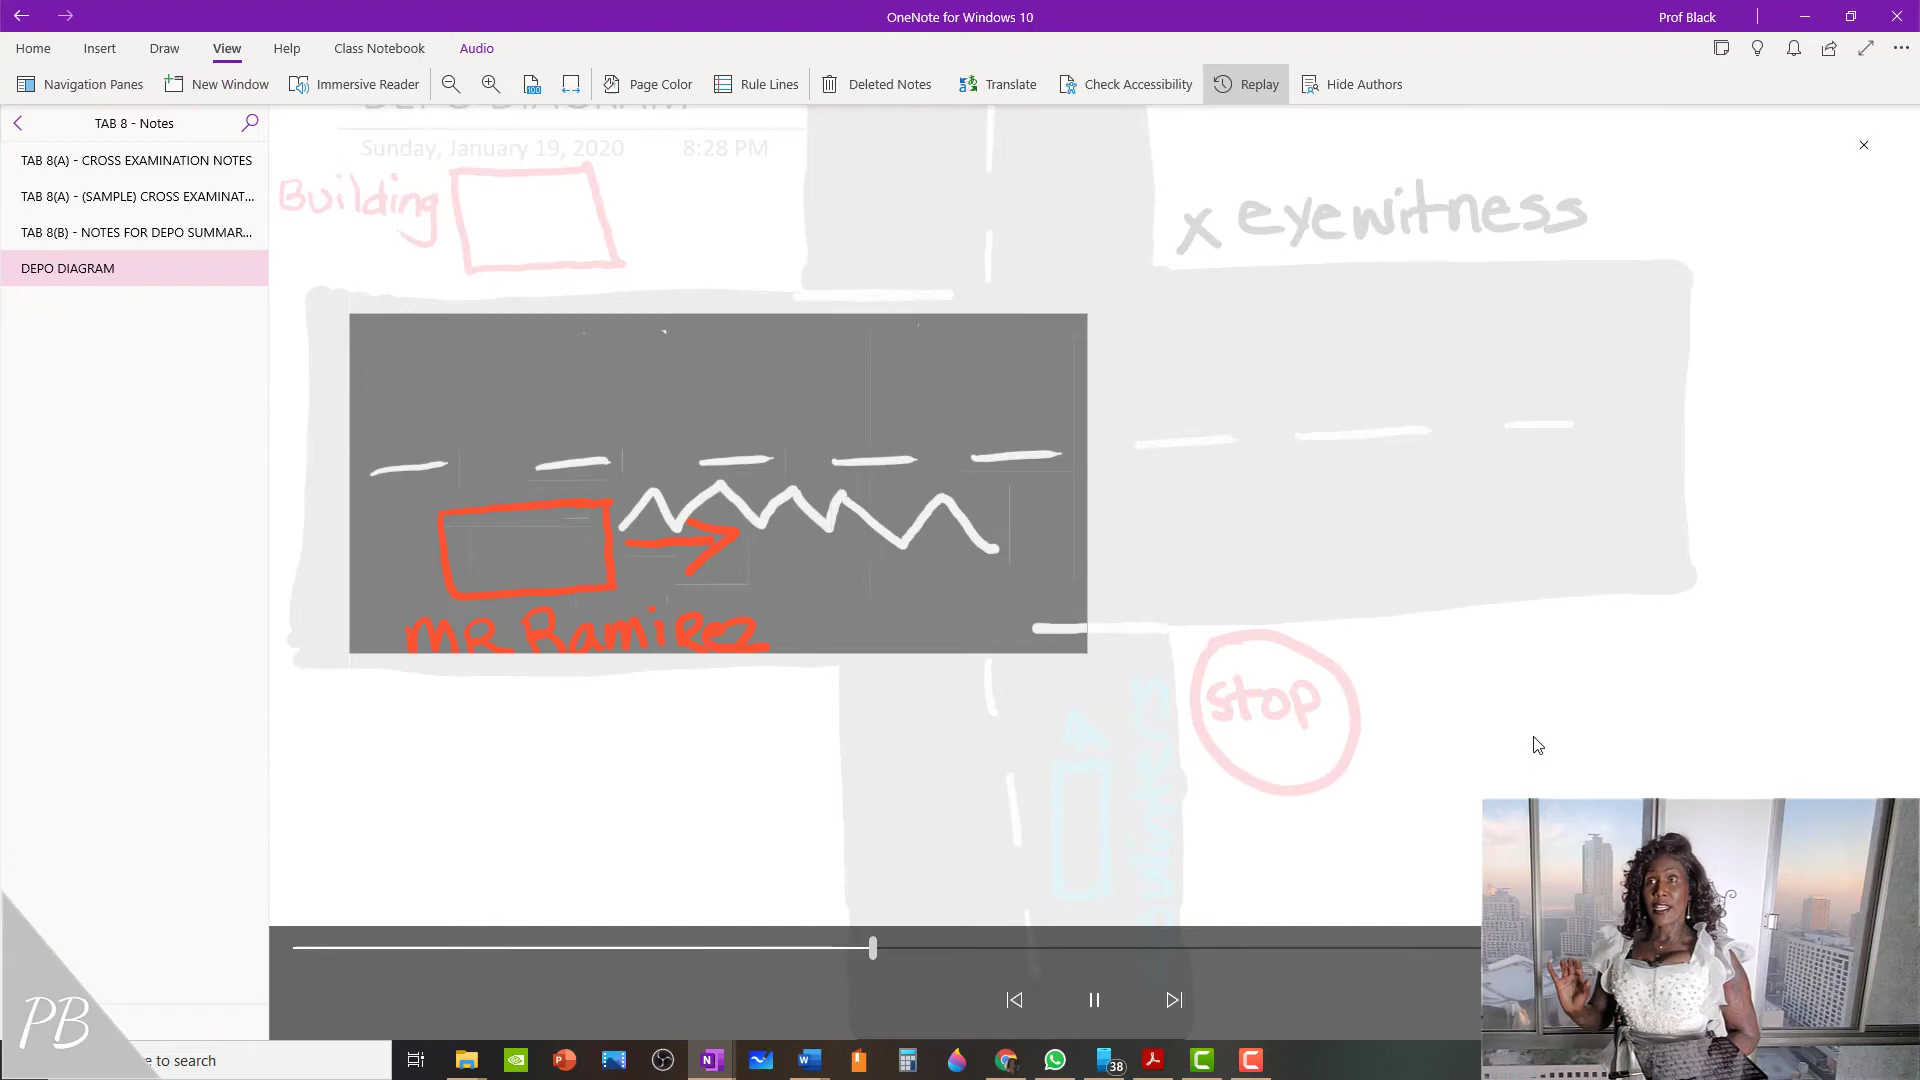 OneNote for Windows 10
Prof Black
Home Insert Draw View Help Class Notebook Audio
Navigation Panes New Window Immersive Reader 100 Page Color Rule Lines Deleted Notes Translate Check Accessibility Replay Hide Authors
TAB 8 - Notes
TAB 8(A) - CROSS EXAMINATION NOTES
TAB 8(A) - (SAMPLE) CROSS EXAMINAT...
TAB 8(B) - NOTES FOR DEPO SUMMAR...
DEPO DIAGRAM
DEPO DIAGRAM
Sunday, January 19, 2020 8:28 PM
Building
x eyewitness
MR RamiRez
stop
PB
e to search
38